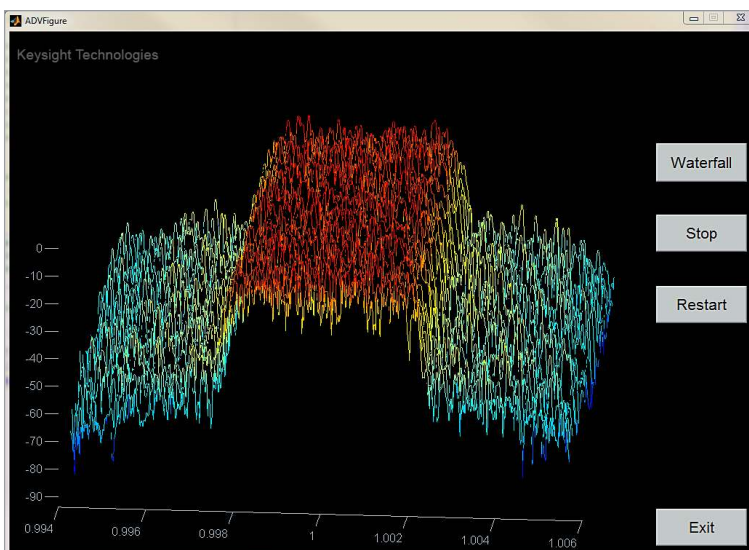 ADVFigure
Keysight Technologies
Waterfall
Stop
Restart
0
-10
-20
-30
-40
-50
-60
-70
-80
-90
0.994
0.996
0.998
1
1.002
1.004
1.006
Exit